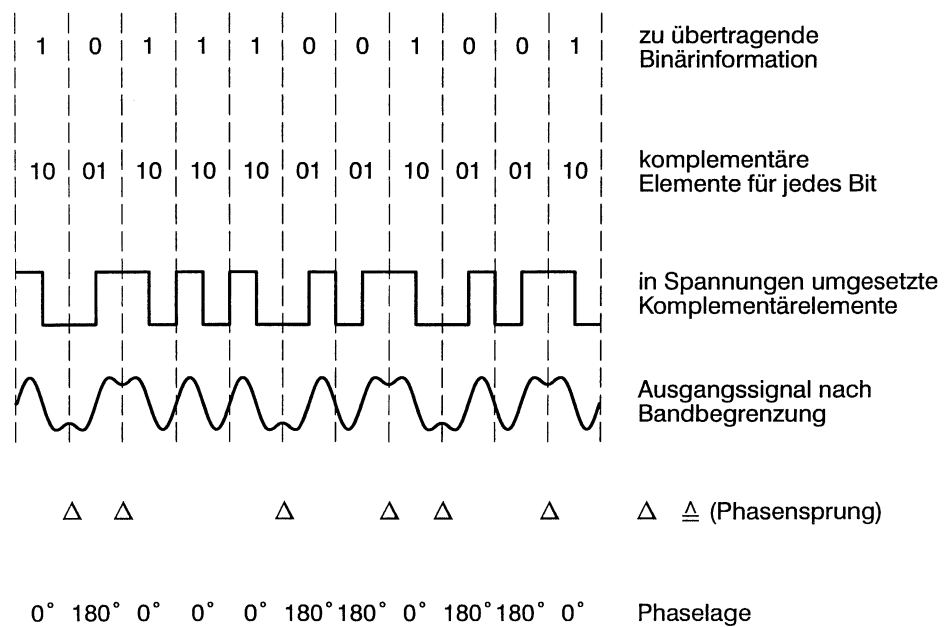 1 0 1 1 1 0 0 1 0 0 1
zu übertragende
Binärinformation
10 01 10 10 10 01 01 10 01 01 10
komplementäre
Elemente für jedes Bit
in Spannungen umgesetzte
Komplementärelemente
Ausgangssignal nach
Bandbegrenzung
Δ Δ Δ Δ Δ Δ Δ ≙ (Phasensprung)
0° 180° 0° 0° 0° 180° 180° 0° 180° 180° 0° Phaselage